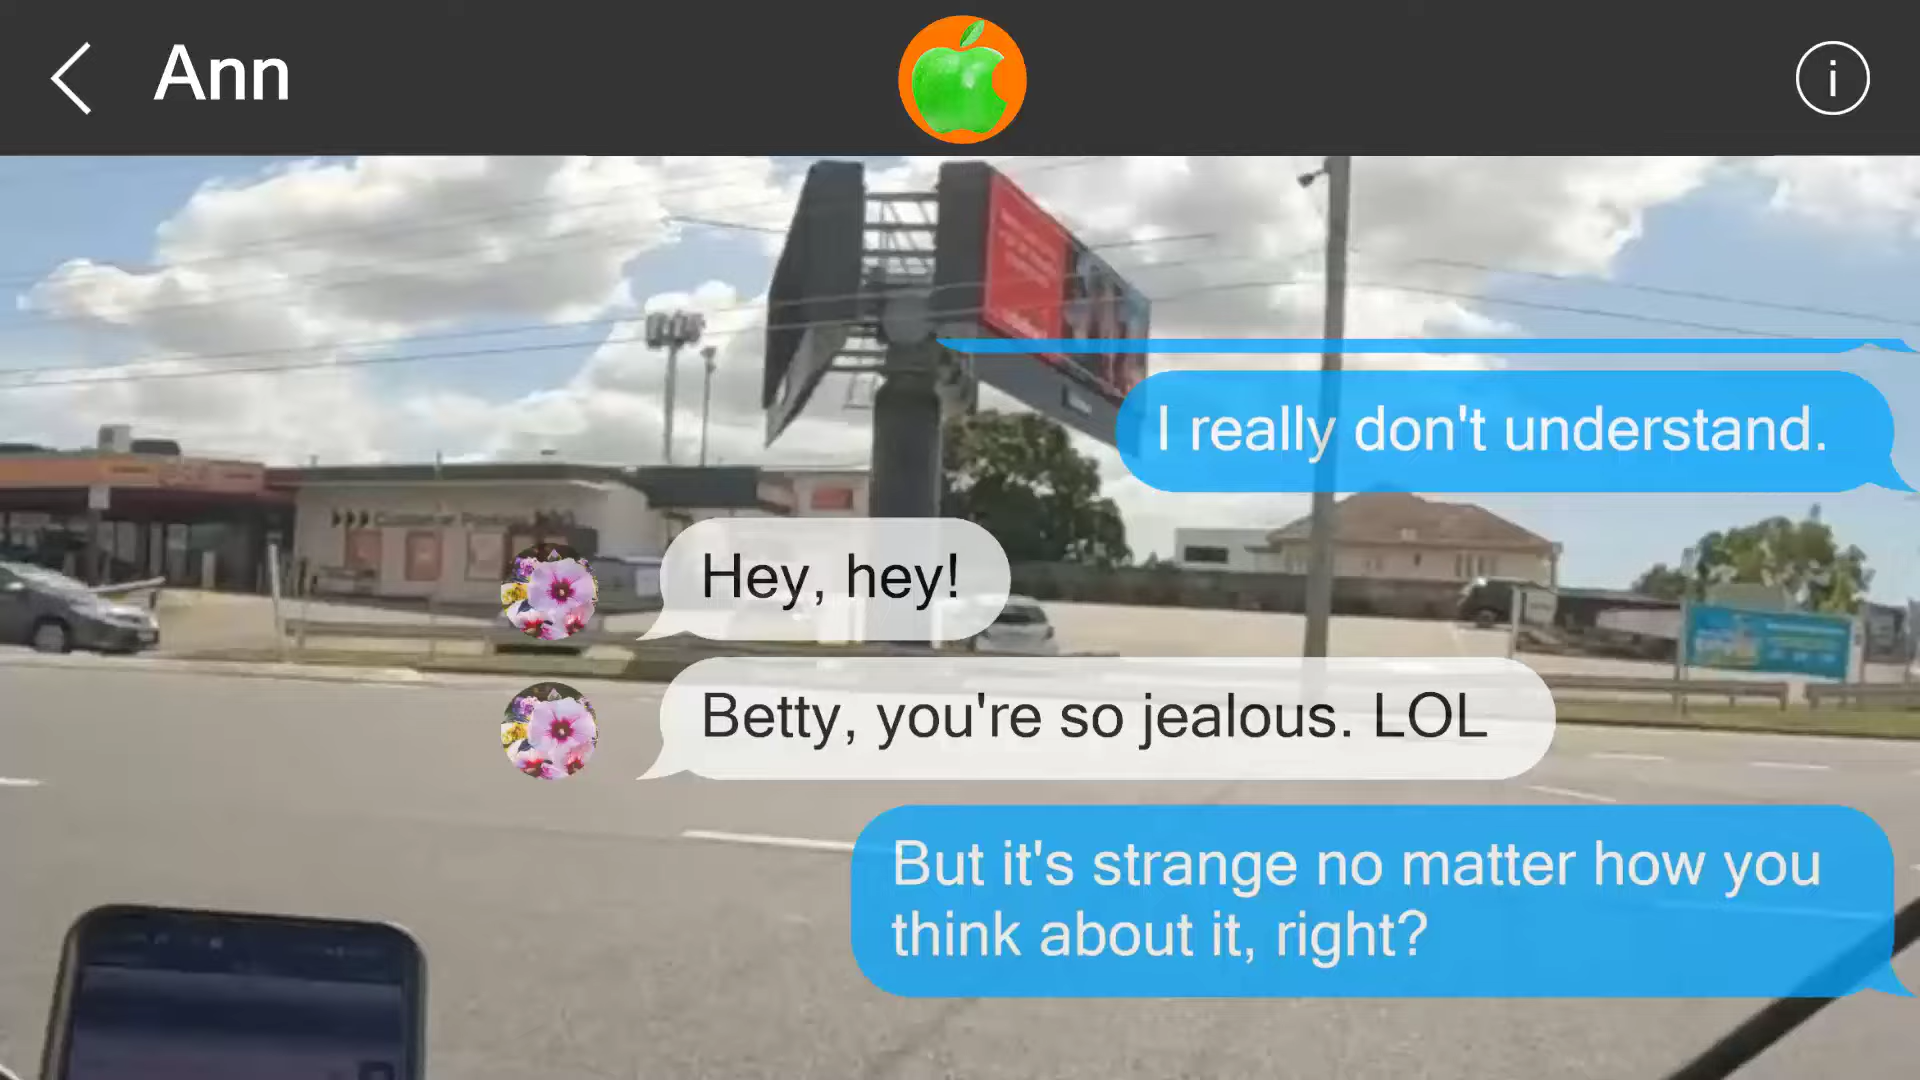 Ann
i
I really don't understand.
Hey, hey!
Betty, you're so jealous. LOL
But it's strange no matter how you
think about it, right?